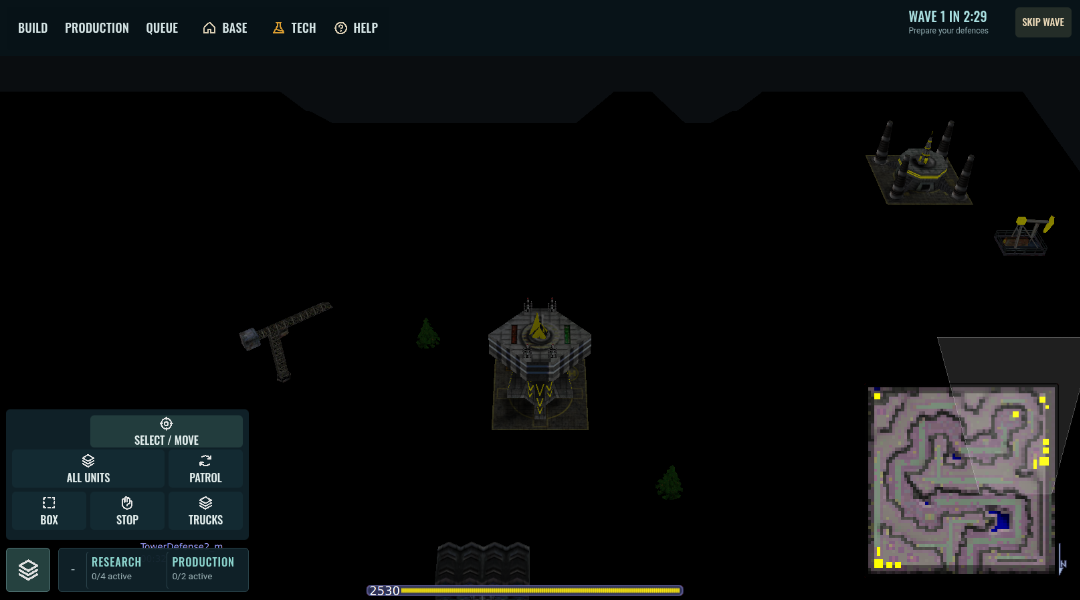 BUILD PRODUCTION QUEUE BASE TECH HELP
WAVE 1 IN 2:29
Prepare your defences
SKIP WAVE
SELECT / MOVE
ALL UNITS PATROL
BOX STOP TRUCKS
TowerDefense2_m
- RESEARCH PRODUCTION
0/4 active 0/2 active
2530
N